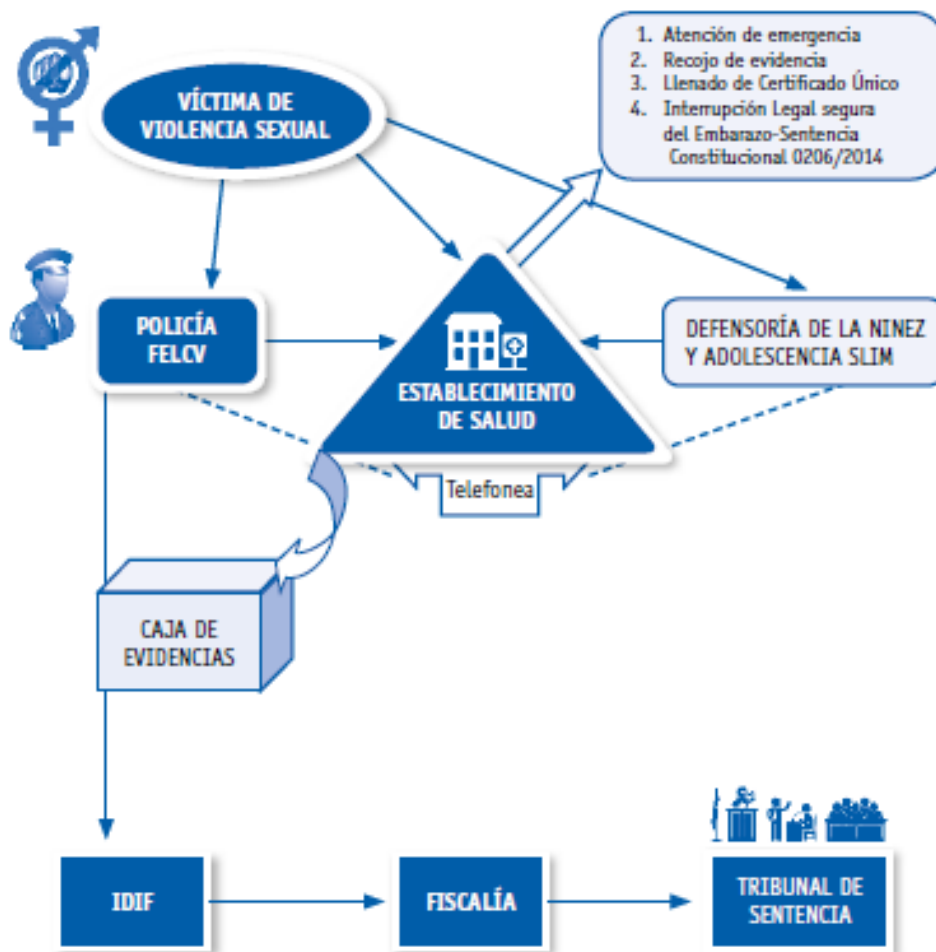 VÍCTIMA DE
VIOLENCIA SEXUAL
1. Atención de emergencia
2. Recojo de evidencia
3. Llenado de Certificado Único
4. Interrupción Legal segura
del Embarazo-Sentencia
Constitucional 0206/2014
POLICÍA
FELCV
ESTABLECIMIENTO
DE SALUD
DEFENSORÍA DE LA NINEZ
Y ADOLESCENCIA SLIM
Telefonea
CAJA DE
EVIDENCIAS
IDIF
FISCALÍA
TRIBUNAL DE
SENTENCIA